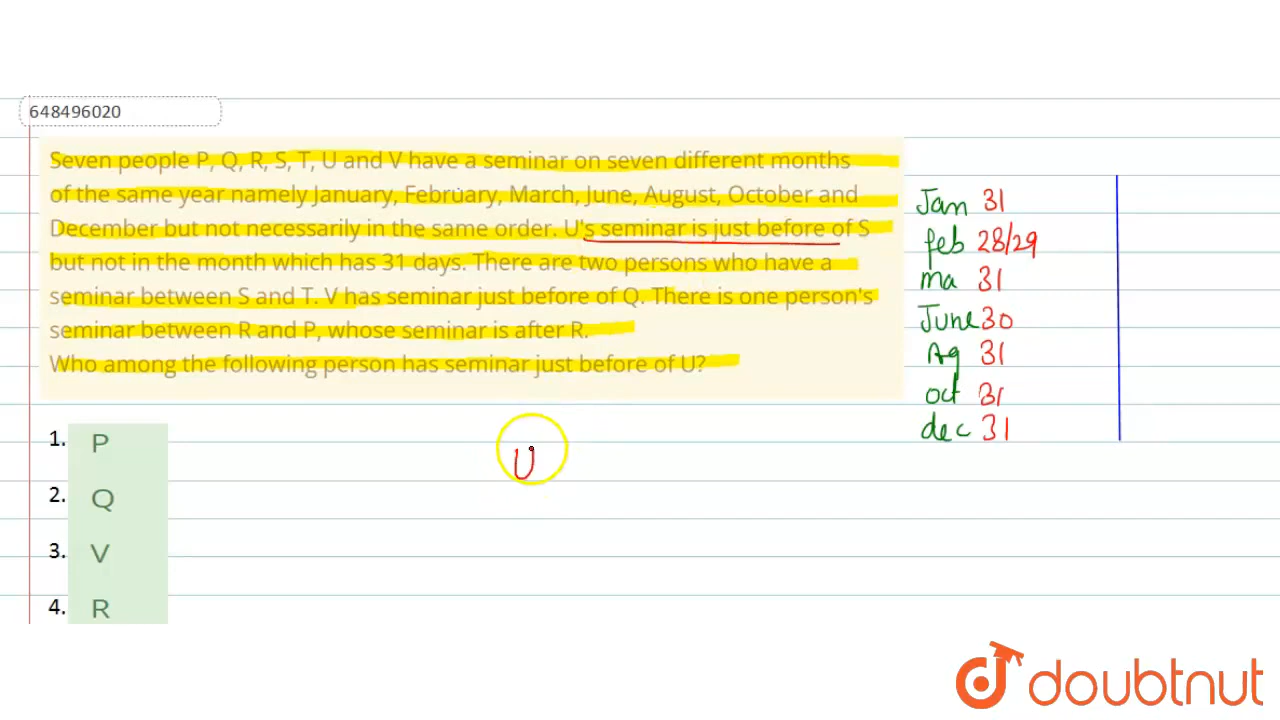 648496020
Seven people P, Q, R, S, T, U and V have a seminar on seven different months
of the same year namely January, February, March, June, August, October and
December but not necessarily in the same order. U's seminar is just before of S
but not in the month which has 31 days. There are two persons who have a
seminar between S and T. V has seminar just before of Q. There is one person's
seminar between R and P, whose seminar is after R.
Who among the following person has seminar just before of U?
1. P
2. Q
3. V
4. R
U
Jan 31
feb 28/29
ma 31
June 30
Ag 31
oct 31
dec 31
doubtnut